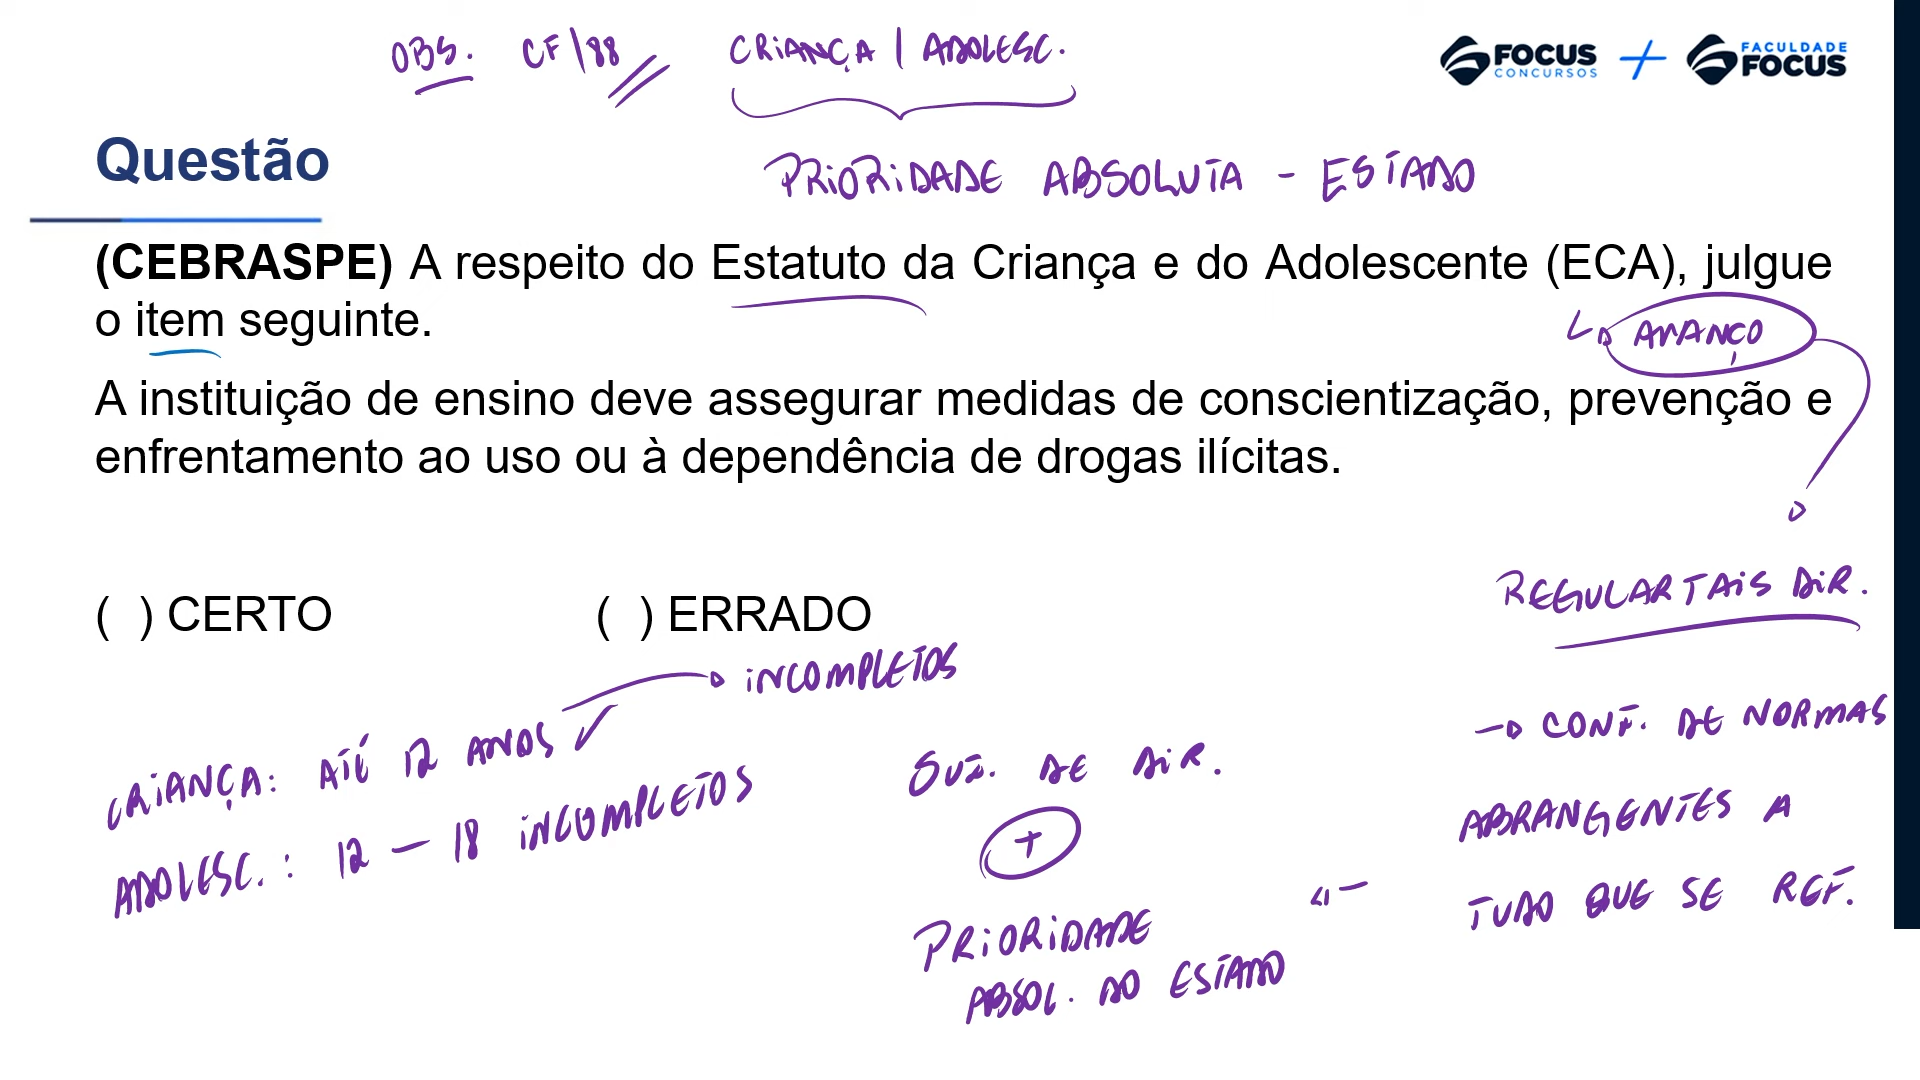 OBS. CF/88 CRIANÇA / ADOLESC.
FOCUS CONCURSOS + FACULDADE FOCUS
PRIORIDADE ABSOLUTA - ESTADO
Questão
(CEBRASPE) A respeito do Estatuto da Criança e do Adolescente (ECA), julgue
o item seguinte.
AVANÇO
A instituição de ensino deve assegurar medidas de conscientização, prevenção e
enfrentamento ao uso ou à dependência de drogas ilícitas.
REGULAR TAIS DIR.
( ) CERTO ( ) ERRADO
INCOMPLETOS
CRIANÇA: ATÉ 12 ANOS
ADOLESC.: 12 - 18 INCOMPLETOS
SUJ. DE DIR.
+
PRIORIDADE
ABSOL. DO ESTADO
CONJ. DE NORMAS
ABRANGENTES A
TUDO QUE SE REF.
"-